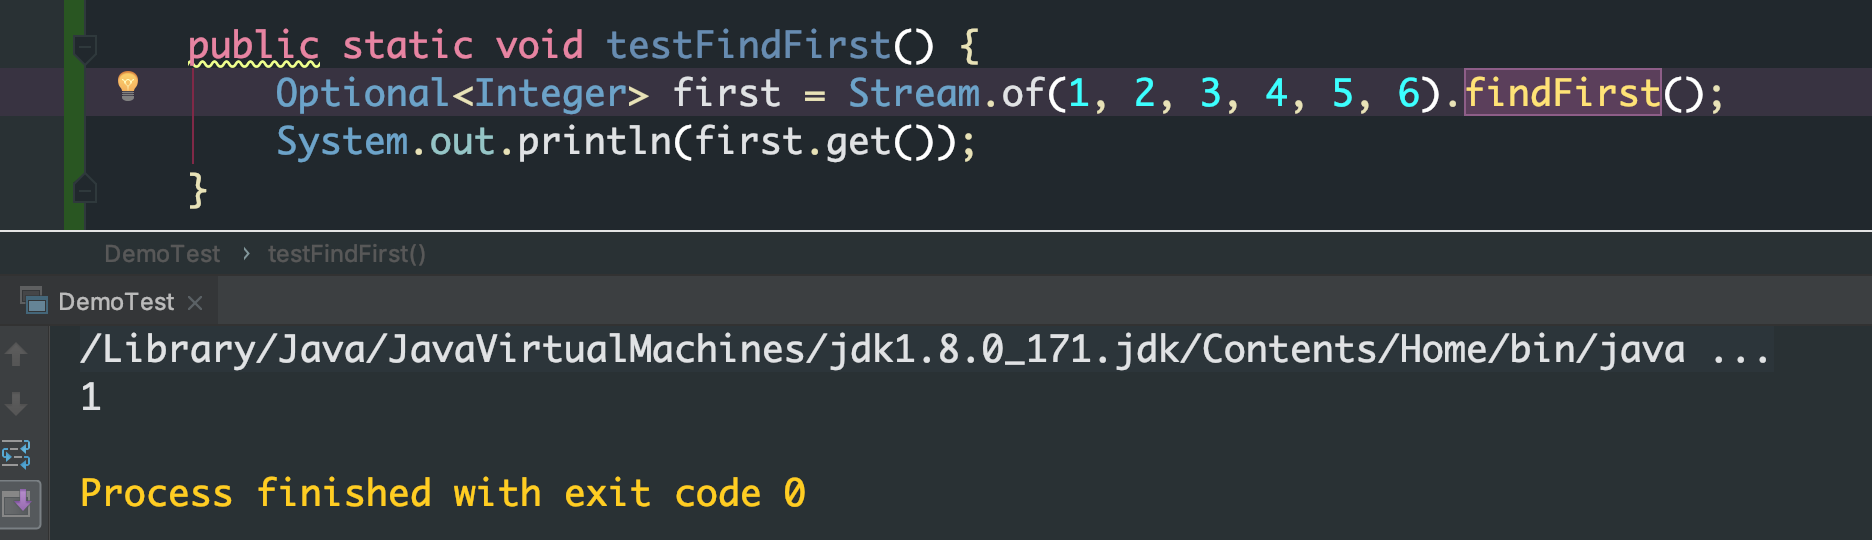 public static void testFindFirst() {
Optional<Integer> first = Stream.of(1, 2, 3, 4, 5, 6).findFirst();
System.out.println(first.get());
}
DemoTest › testFindFirst()
DemoTest ×
/Library/Java/JavaVirtualMachines/jdk1.8.0_171.jdk/Contents/Home/bin/java ...
1
Process finished with exit code 0